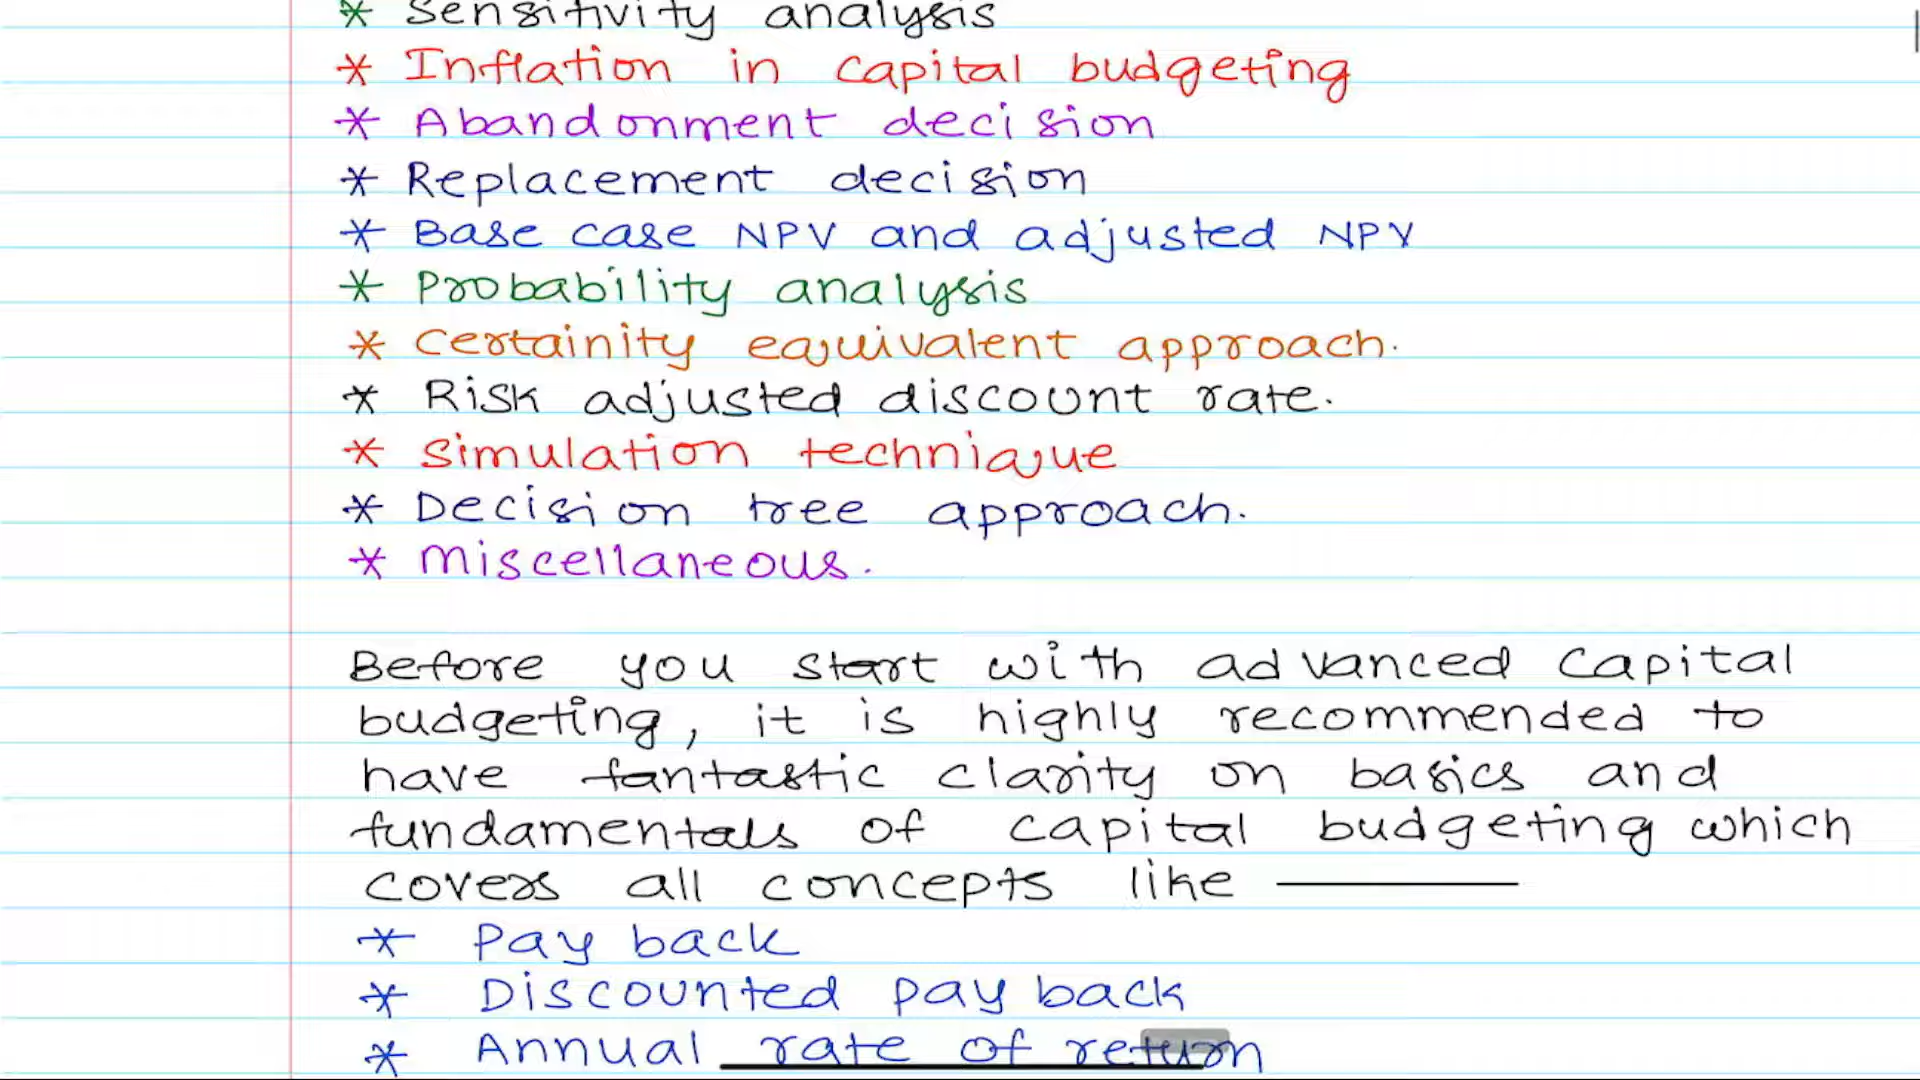 * Sensitivity analysis
* Inflation in capital budgeting
* Abandonment decision
* Replacement decision
* Base case NPV and adjusted NPV
* Probability analysis
* Certainity equivalent approach.
* Risk adjusted discount rate.
* Simulation technique
* Decision tree approach.
* Miscellaneous.
Before you start with advanced capital
budgeting, it is highly recommended to
have fantastic clarity on basics and
fundamentals of capital budgeting which
covers all concepts like ————
* Pay back
* Discounted pay back
* Annual rate of return